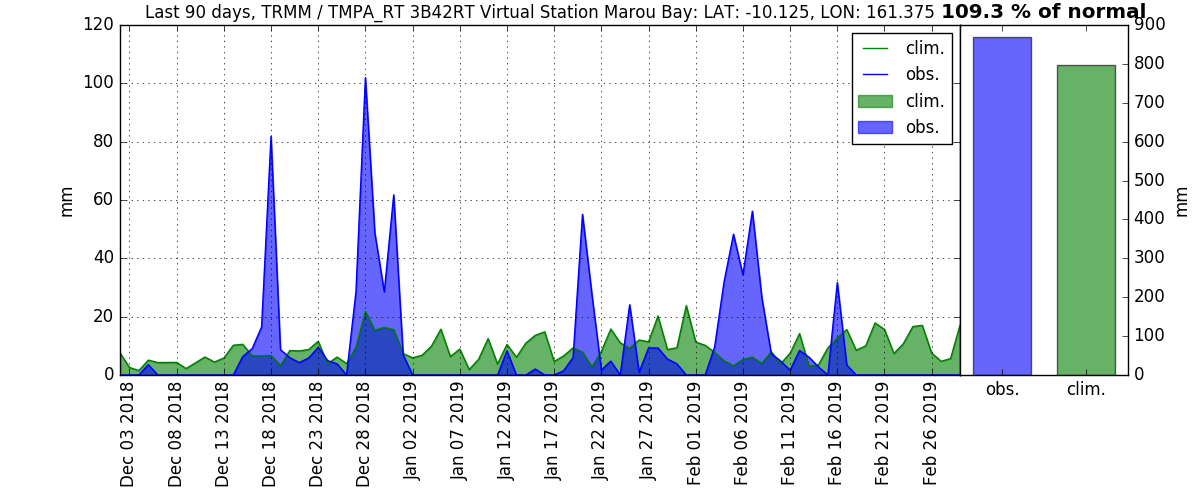 Last 90 days, TRMM / TMPA_RT 3B42RT Virtual Station Marou Bay: LAT: -10.125, LON: 161.375 109.3 % of normal
120
100
80
60
40
20
0
mm
clim.
obs.
clim.
obs.
900
800
700
600
500
400
300
200
100
0
mm
Dec 03 2018
Dec 08 2018
Dec 13 2018
Dec 18 2018
Dec 23 2018
Dec 28 2018
Jan 02 2019
Jan 07 2019
Jan 12 2019
Jan 17 2019
Jan 22 2019
Jan 27 2019
Feb 01 2019
Feb 06 2019
Feb 11 2019
Feb 16 2019
Feb 21 2019
Feb 26 2019
obs.
clim.